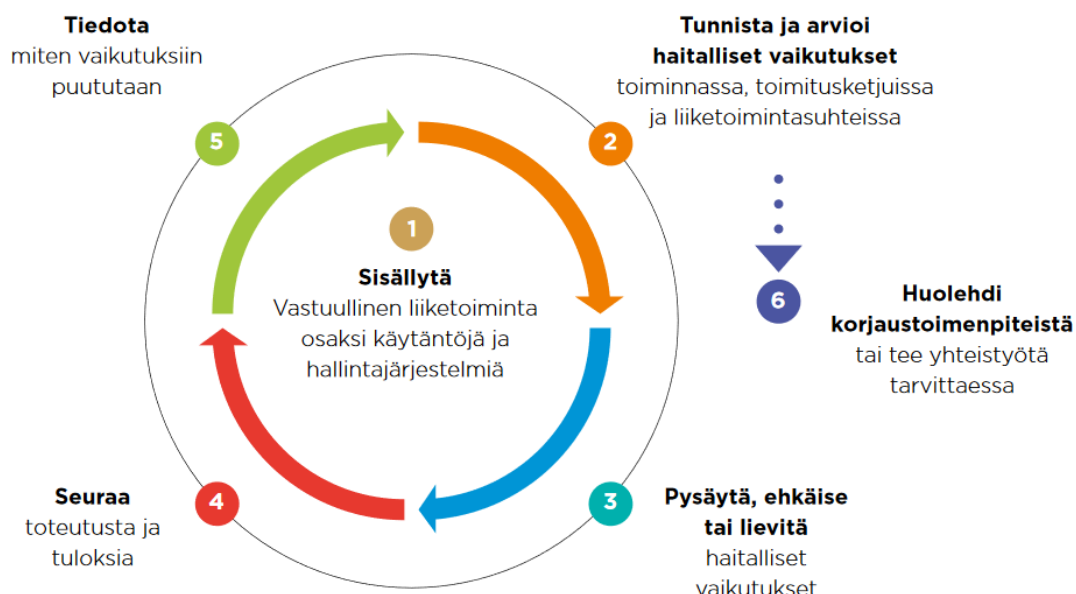 1
Sisällytä
Vastuullinen liiketoiminta
osaksi käytäntöjä ja
hallintajärjestelmiä
2
Tunnista ja arvioi
haitalliset vaikutukset
toiminnassa, toimitusketjuissa
ja liiketoimintasuhteissa
3
Pysäytä, ehkäise
tai lievitä
haitalliset
vaikutukset
4
Seuraa
toteutusta ja
tuloksia
5
Tiedota
miten vaikutuksiin
puututaan
6
Huolehdi
korjaustoimenpiteistä
tai tee yhteistyötä
tarvittaessa